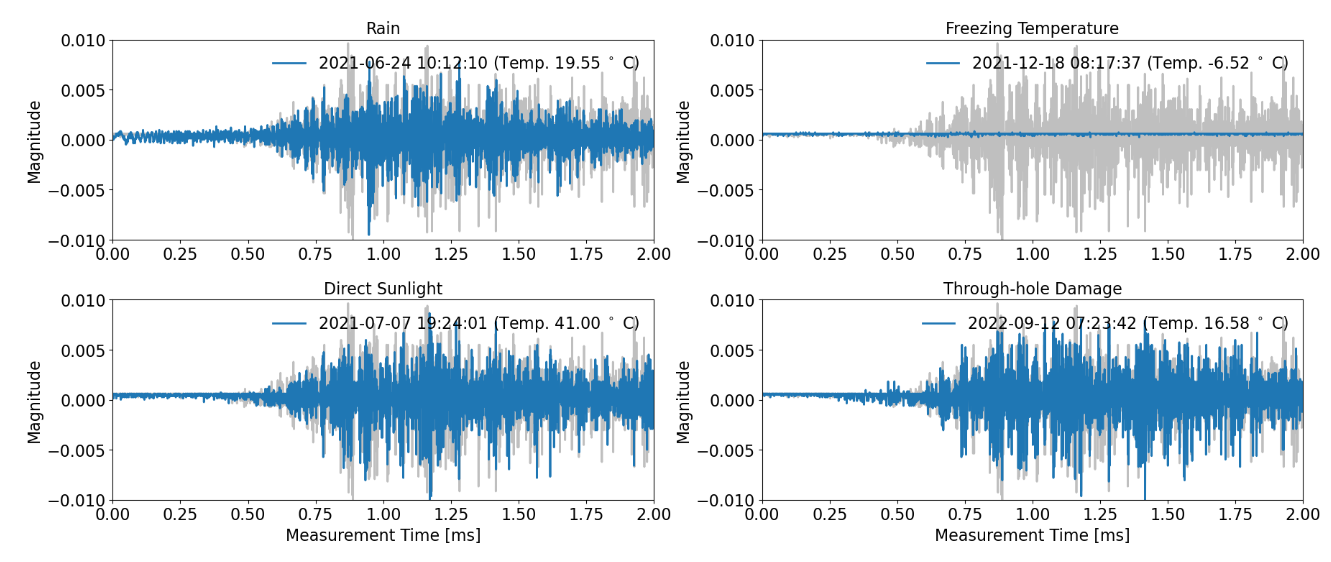 Rain
0.010
0.005
0.000
−0.005
−0.010
Magnitude
2021-06-24 10:12:10 (Temp. 19.55 ° C)
0.00 0.25 0.50 0.75 1.00 1.25 1.50 1.75 2.00
Freezing Temperature
0.010
0.005
0.000
−0.005
−0.010
Magnitude
2021-12-18 08:17:37 (Temp. -6.52 ° C)
0.00 0.25 0.50 0.75 1.00 1.25 1.50 1.75 2.00
Direct Sunlight
0.010
0.005
0.000
−0.005
−0.010
Magnitude
2021-07-07 19:24:01 (Temp. 41.00 ° C)
0.00 0.25 0.50 0.75 1.00 1.25 1.50 1.75 2.00
Measurement Time [ms]
Through-hole Damage
0.010
0.005
0.000
−0.005
−0.010
Magnitude
2022-09-12 07:23:42 (Temp. 16.58 ° C)
0.00 0.25 0.50 0.75 1.00 1.25 1.50 1.75 2.00
Measurement Time [ms]